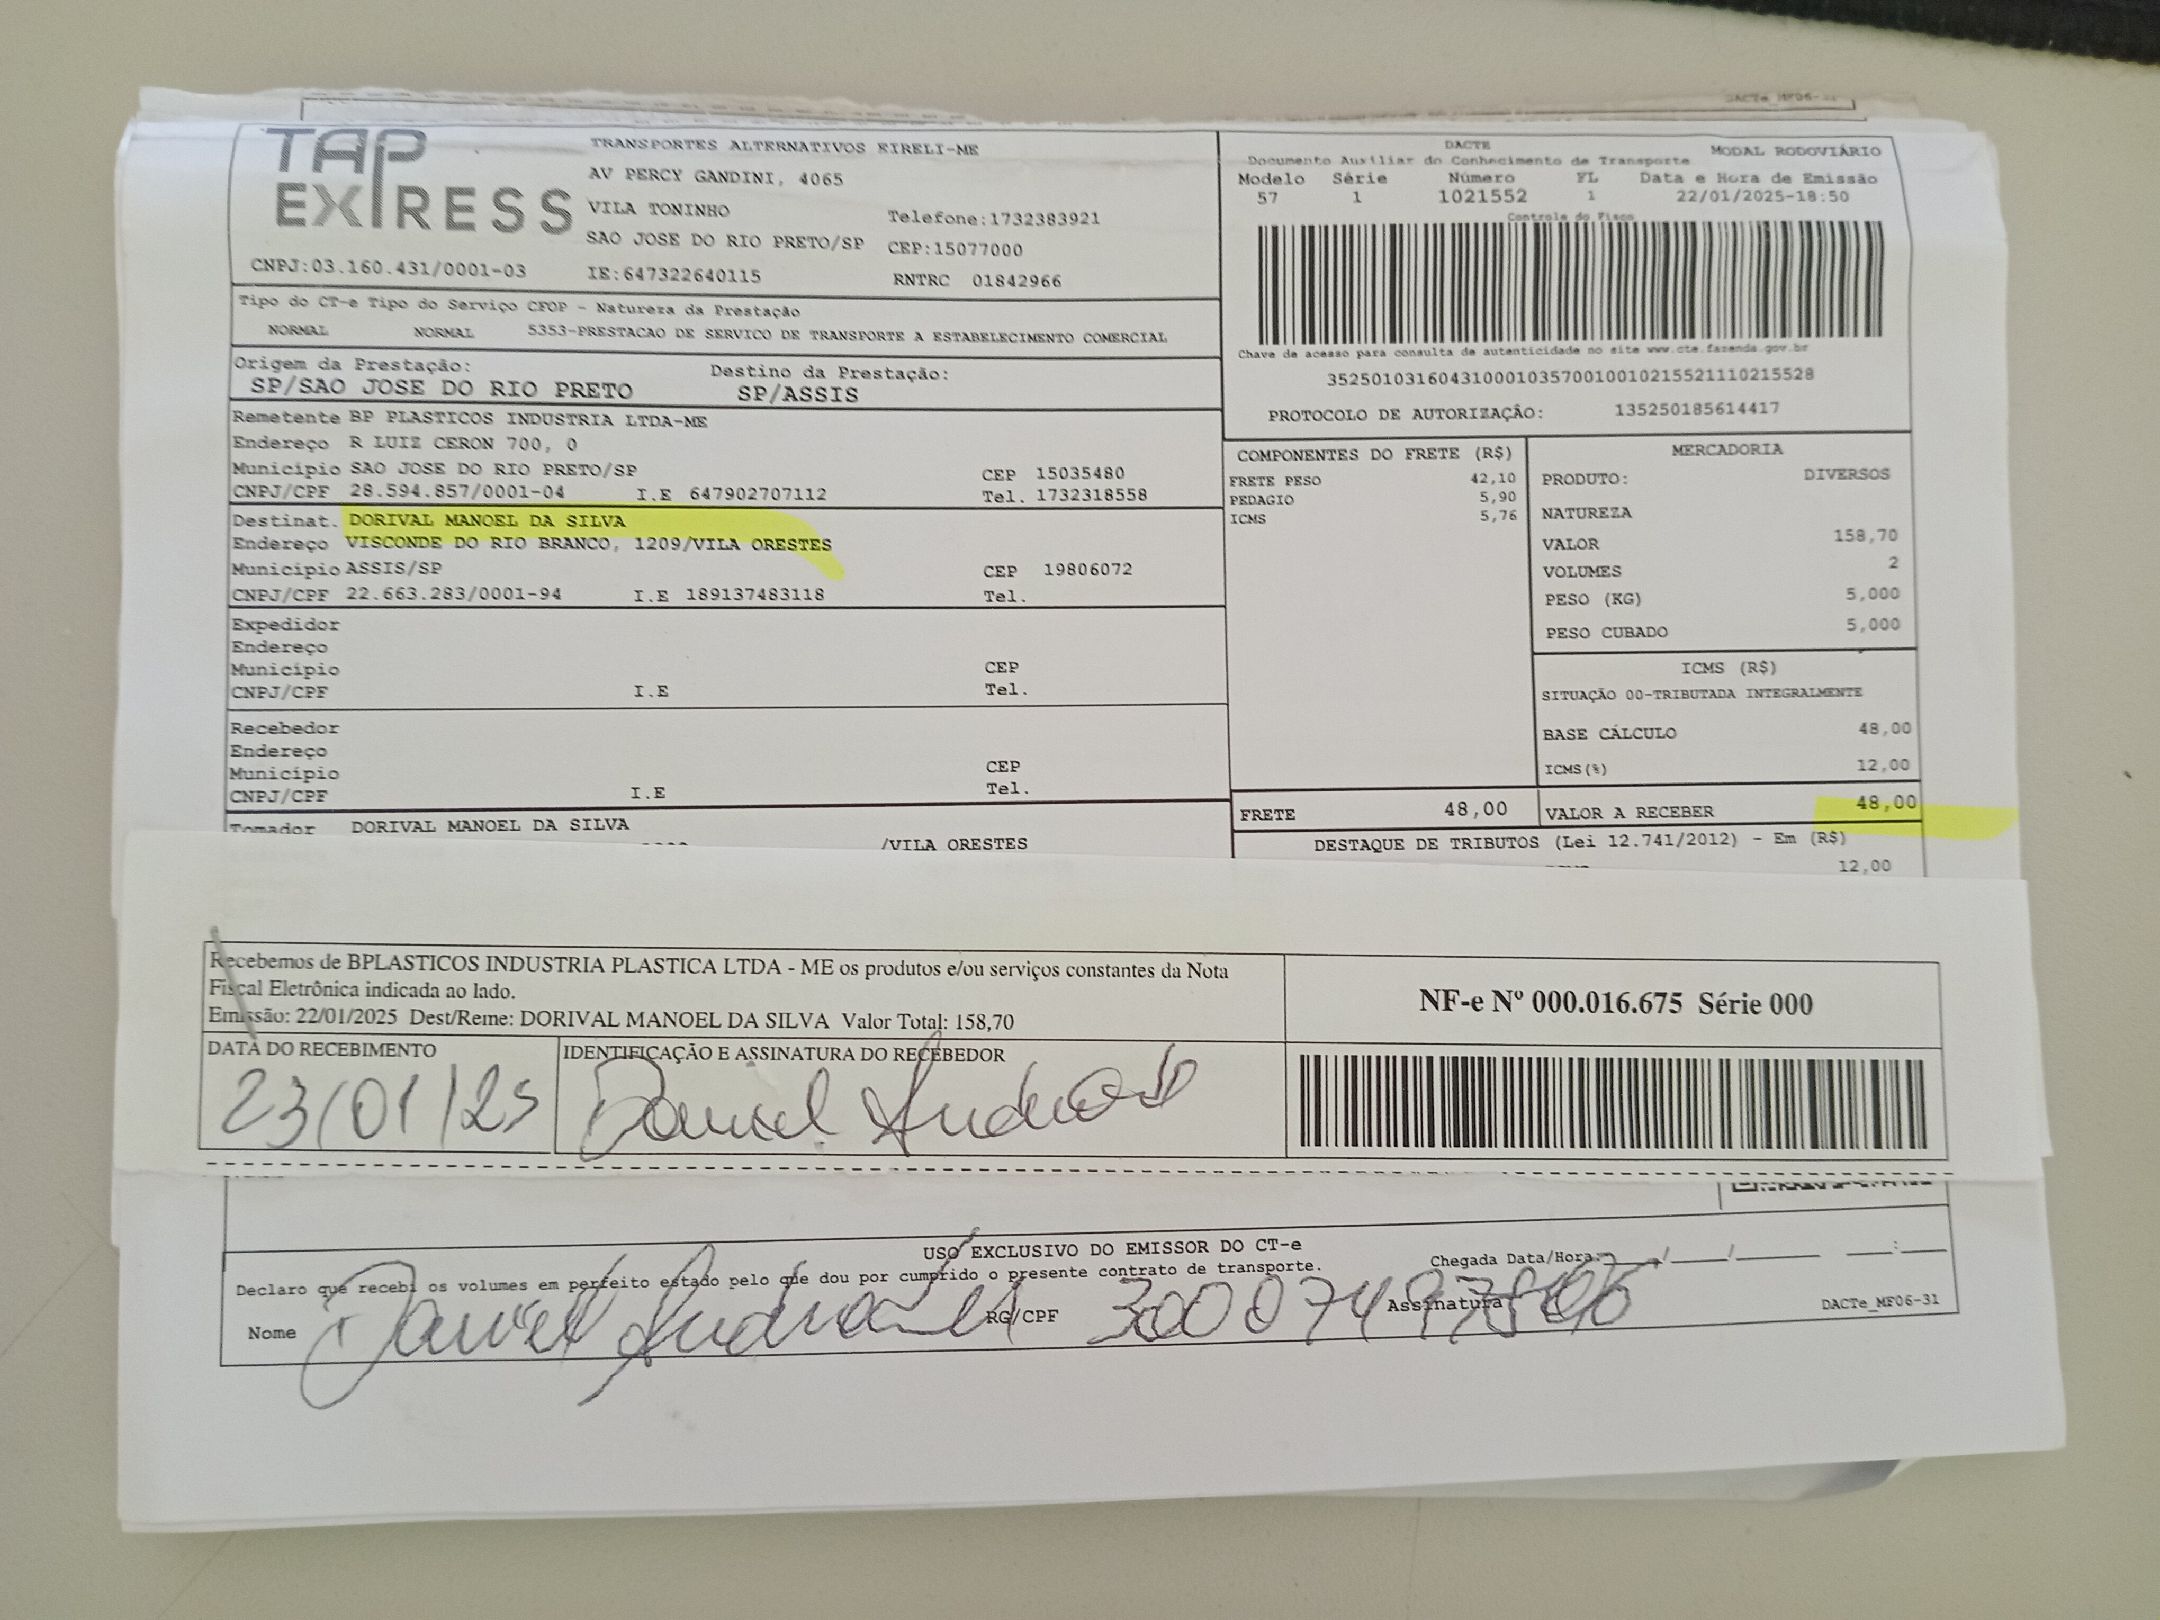 DACTe_MF06-31
TAP EXPRESS
TRANSPORTES ALTERNATIVOS EIRELI-ME
AV PERCY GANDINI, 4065
VILA TONINHO Telefone:1732383921
SAO JOSE DO RIO PRETO/SP CEP:15077000
CNPJ:03.160.431/0001-03 IE:647322640115 RNTRC 01842966
DACTE
Documento Auxiliar do Conhecimento de Transporte MODAL RODOVIÁRIO
Modelo Série Número FL Data e Hora de Emissão
57 1 1021552 1 22/01/2025-18:50
Controle do Fisco
Chave de acesso para consulta de autenticidade no site www.cte.fazenda.gov.br
35250103160431000103570010010215521110215528
PROTOCOLO DE AUTORIZAÇÃO: 135250185614417
Tipo do CT-e Tipo do Serviço CFOP - Natureza da Prestação
NORMAL NORMAL 5353-PRESTACAO DE SERVICO DE TRANSPORTE A ESTABELECIMENTO COMERCIAL
Origem da Prestação: Destino da Prestação:
SP/SAO JOSE DO RIO PRETO SP/ASSIS
Remetente BP PLASTICOS INDUSTRIA LTDA-ME
Endereço R LUIZ CERON 700, 0
Município SAO JOSE DO RIO PRETO/SP CEP 15035480
CNPJ/CPF 28.594.857/0001-04 I.E 647902707112 Tel. 1732318558
Destinat. DORIVAL MANOEL DA SILVA
Endereço VISCONDE DO RIO BRANCO, 1209/VILA ORESTES
Município ASSIS/SP CEP 19806072
CNPJ/CPF 22.663.283/0001-94 I.E 189137483118 Tel.
Expedidor
Endereço
Município CEP
CNPJ/CPF I.E Tel.
Recebedor
Endereço
Município CEP
CNPJ/CPF I.E Tel.
Tomador DORIVAL MANOEL DA SILVA
/VILA ORESTES
COMPONENTES DO FRETE (R$)
FRETE PESO 42,10
PEDAGIO 5,90
ICMS 5,76
MERCADORIA
PRODUTO: DIVERSOS
NATUREZA
VALOR 158,70
VOLUMES 2
PESO (KG) 5,000
PESO CUBADO 5,000
ICMS (R$)
SITUAÇÃO 00-TRIBUTADA INTEGRALMENTE
BASE CÁLCULO 48,00
ICMS(%) 12,00
FRETE 48,00 VALOR A RECEBER 48,00
DESTAQUE DE TRIBUTOS (Lei 12.741/2012) - Em (R$)
12,00
Recebemos de BPLASTICOS INDUSTRIA PLASTICA LTDA - ME os produtos e/ou serviços constantes da Nota
Fiscal Eletrônica indicada ao lado.
Emissão: 22/01/2025 Dest/Reme: DORIVAL MANOEL DA SILVA Valor Total: 158,70
NF-e Nº 000.016.675 Série 000
DATA DO RECEBIMENTO IDENTIFICAÇÃO E ASSINATURA DO RECEBEDOR
23/01/25 Daniel
USO EXCLUSIVO DO EMISSOR DO CT-e
Declaro que recebi os volumes em perfeito estado pelo que dou por cumprido o presente contrato de transporte.
Chegada Data/Hora: __/__/____ __:__
Nome Daniel RG/CPF Assinatura
DACTe_MF06-31